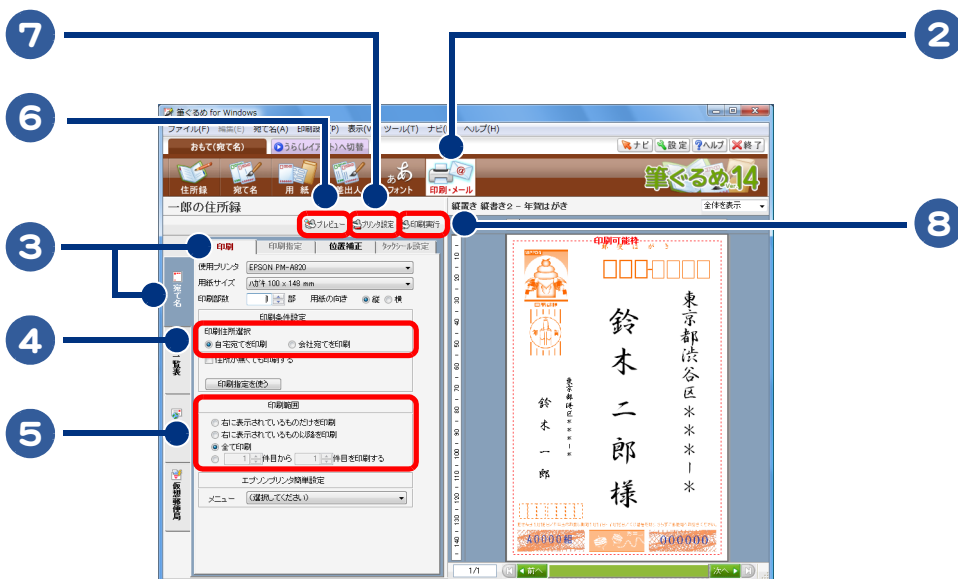 7
2
6
筆ぐるめ for Windows
ファイル(F) 編集(E) 宛て名(A) 印刷設 P) 表示(V ツール(T) ナビ( ヘルプ(H)
おもて(宛て名) うら(レイア ト)へ切替 ナビ 設定 ヘルプ 終了
住所録 宛て名 用紙 差出人 フォント 印刷・メール 筆ぐるめ 14
一郎の住所録 縦置き 縦書き2 - 年賀はがき 全体を表示
プレビュー プリンタ設定 印刷実行
8
3
印刷 印刷指定 位置補正 タックシール設定
使用プリンタ EPSON PM-A820
用紙サイズ ハガキ 100 x 148 mm
印刷部数 1 部 用紙の向き 縦 横
宛て名
印刷条件設定
4
印刷住所選択
自宅宛てを印刷 会社宛てを印刷
住所が無くても印刷する
一覧表
印刷指定を使う
5
印刷範囲
右に表示されているものだけを印刷
右に表示されているもの以降を印刷
全て印刷
1 件目から 1 件目を印刷する
エプソンプリンタ簡単設定
メニュー (選択してください)
仮想郵便局
印刷可能枠
東京都渋谷区＊＊＊ー＊
鈴木二郎様
東京都港区＊＊＊-＊
鈴木一郎
A0000組 000000
1/1 前へ 次へ